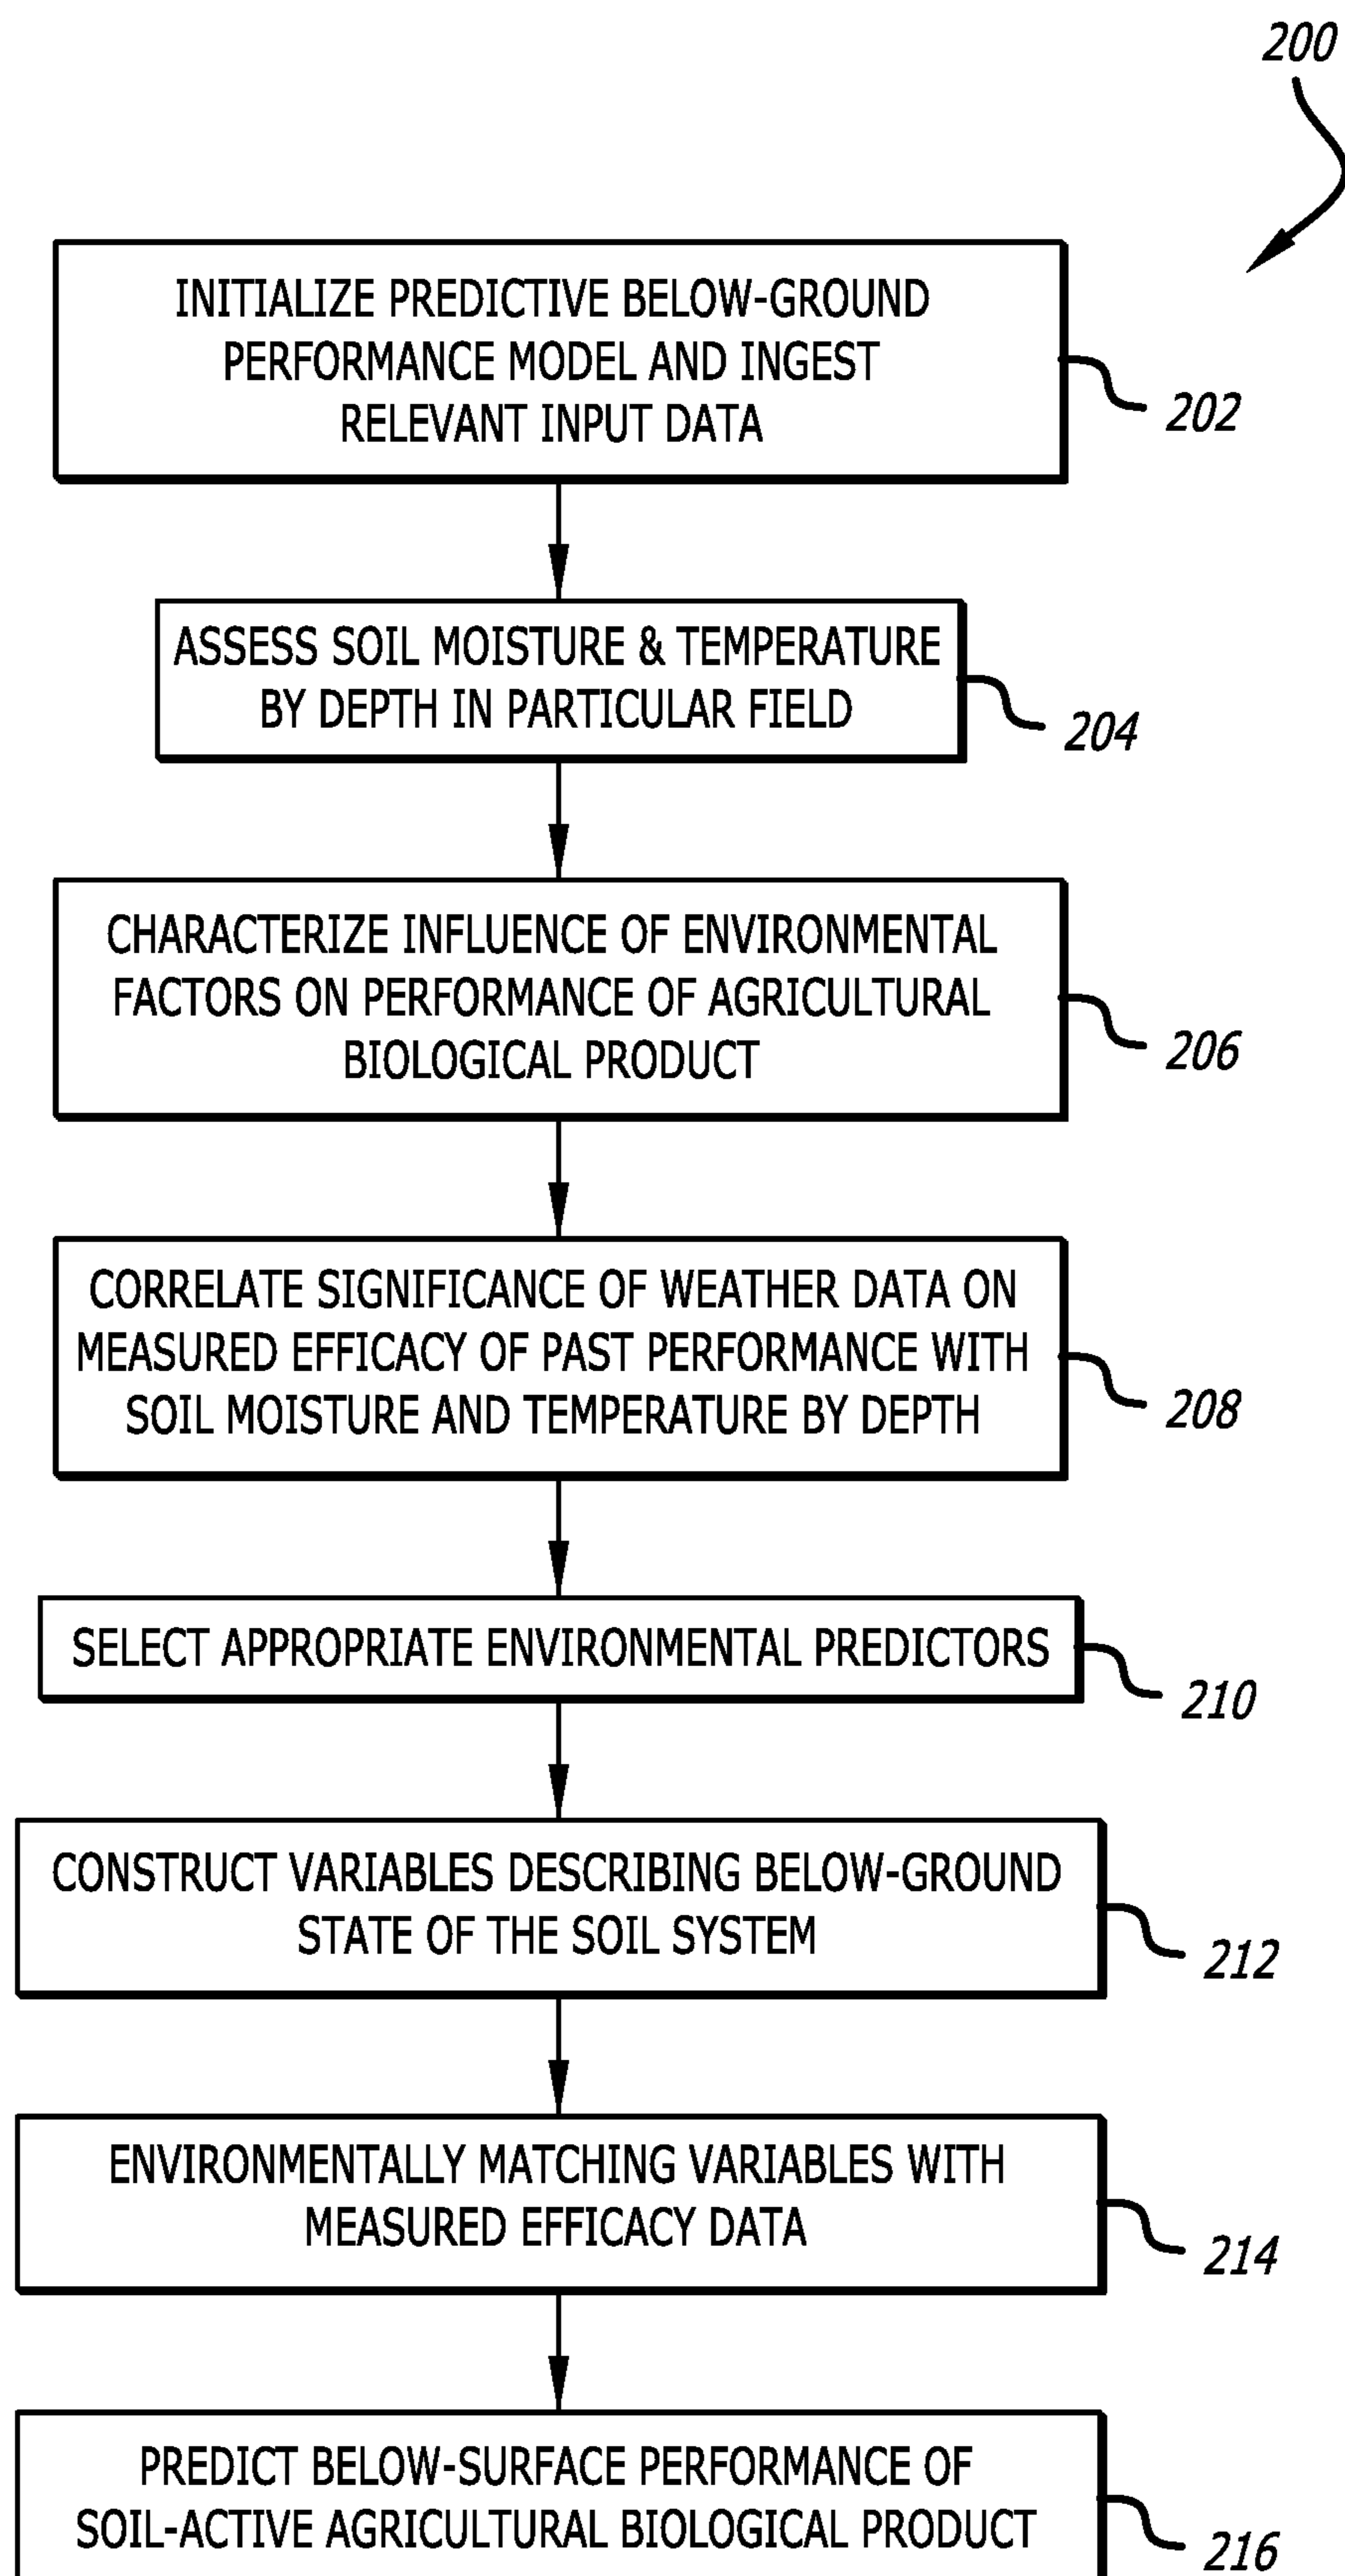 200
INITIALIZE PREDICTIVE BELOW-GROUND
PERFORMANCE MODEL AND INGEST
RELEVANT INPUT DATA
202
ASSESS SOIL MOISTURE & TEMPERATURE
BY DEPTH IN PARTICULAR FIELD
204
CHARACTERIZE INFLUENCE OF ENVIRONMENTAL
FACTORS ON PERFORMANCE OF AGRICULTURAL
BIOLOGICAL PRODUCT
206
CORRELATE SIGNIFICANCE OF WEATHER DATA ON
MEASURED EFFICACY OF PAST PERFORMANCE WITH
SOIL MOISTURE AND TEMPERATURE BY DEPTH
208
SELECT APPROPRIATE ENVIRONMENTAL PREDICTORS
210
CONSTRUCT VARIABLES DESCRIBING BELOW-GROUND
STATE OF THE SOIL SYSTEM
212
ENVIRONMENTALLY MATCHING VARIABLES WITH
MEASURED EFFICACY DATA
214
PREDICT BELOW-SURFACE PERFORMANCE OF
SOIL-ACTIVE AGRICULTURAL BIOLOGICAL PRODUCT
216